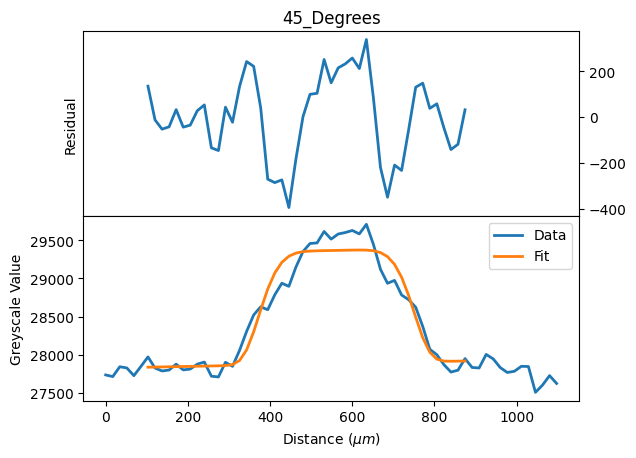 45_Degrees
Residual
200
0
−200
−400
Greyscale Value
29500
29000
28500
28000
27500
Data
Fit
0 200 400 600 800 1000
Distance (μm)